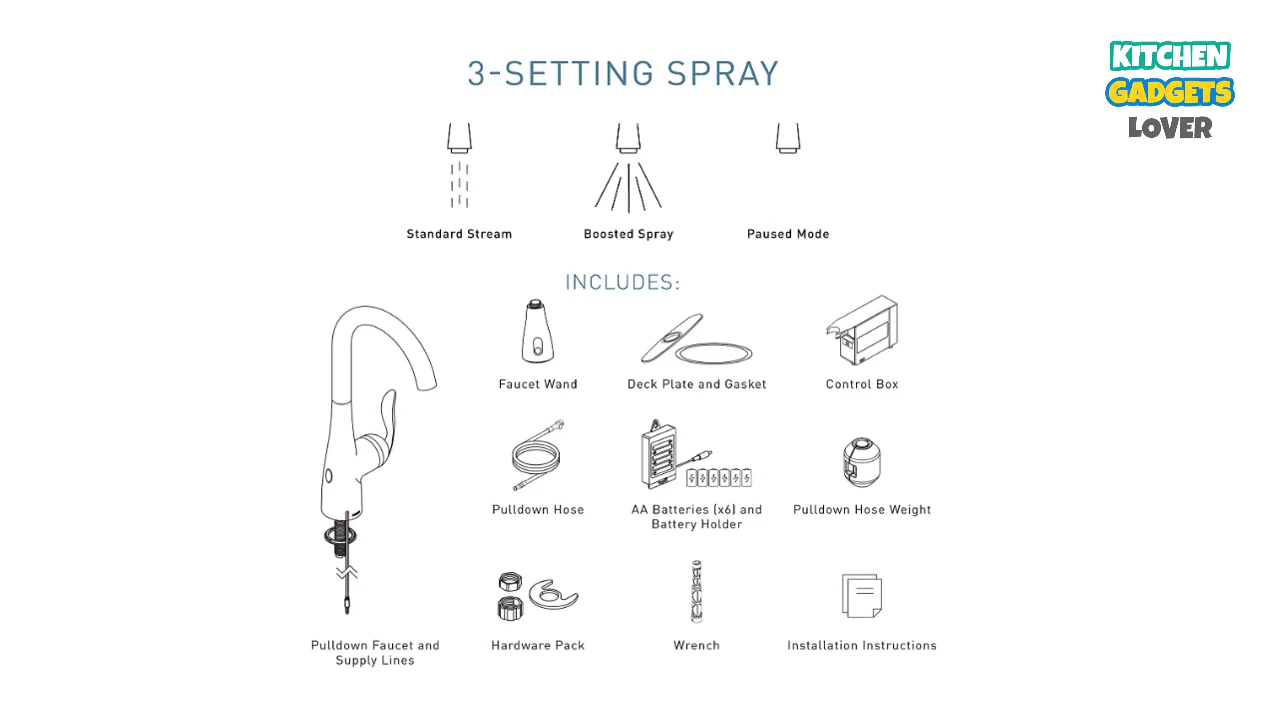 3-SETTING SPRAY
KITCHEN
GADGETS
LOVER
Standard Stream
Boosted Spray
Paused Mode
INCLUDES:
Faucet Wand
Deck Plate and Gasket
Control Box
Pulldown Hose
AA Batteries (x6) and
Battery Holder
Pulldown Hose Weight
Pulldown Faucet and
Supply Lines
Hardware Pack
Wrench
Installation Instructions